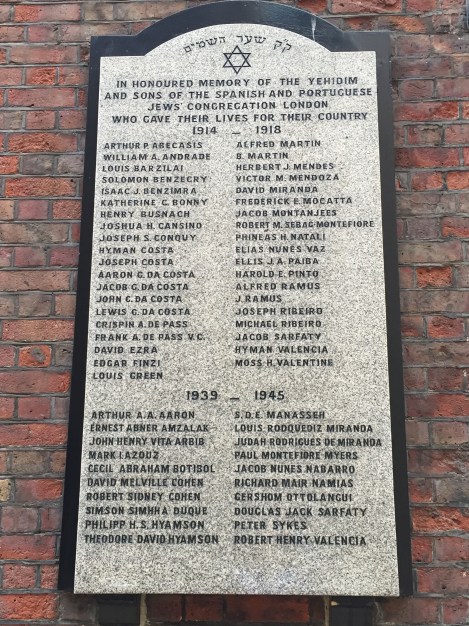 ק״ק שער השמים
IN HONOURED MEMORY OF THE YEHIDIM
AND SONS OF THE SPANISH AND PORTUGUESE
JEWS' CONGREGATION LONDON
WHO GAVE THEIR LIVES FOR THEIR COUNTRY
1914 – 1918
ARTHUR P. ABECASIS
WILLIAM A. ANDRADE
LOUIS BARZILAI
SOLOMON BENZECRY
ISAAC J. BENZIMRA
KATHERINE C. BONNY
HENRY BUSNACH
JOSHUA H. CANSINO
JOSEPH S. CONQUY
HYMAN COSTA
JOSEPH COSTA
AARON G. DA COSTA
JACOB G. DA COSTA
JOHN G. DA COSTA
LEWIS G. DA COSTA
CRISPIN A. DE PASS
FRANK A. DE PASS V.C.
DAVID EZRA
EDGAR FINZI
LOUIS GREEN
ALFRED MARTIN
B. MARTIN
HERBERT J. MENDES
VICTOR M. MENDOZA
DAVID MIRANDA
FREDERICK E. MOCATTA
JACOB MONTANJEES
ROBERT M. SEBAG-MONTEFIORE
PHINEAS H. NATALI
ELIAS NUNES VAZ
ELLIS J. A. PAIBA
HAROLD E. PINTO
ALFRED RAMUS
J. RAMUS
JOSEPH RIBEIRO
MICHAEL RIBEIRO
JACOB SARFATY
HYMAN VALENCIA
MOSS H. VALENTINE
1939 – 1945
ARTHUR A. A. AARON
ERNEST ABNER AMZALAK
JOHN HENRY VITA ARBIB
MARK I. AZOUZ
CECIL ABRAHAM BOTIBOL
DAVID MELVILLE COHEN
ROBERT SIDNEY COHEN
SIMSON SIMHHA DUQUE
PHILIPP H. S. HYAMSON
THEODORE DAVID HYAMSON
S. D. E. MANASSEH
LOUIS RODQUEDIZ MIRANDA
JUDAH RODRIGUES DE MIRANDA
PAUL MONTEFIORE MYERS
JACOB NUNES NABARRO
RICHARD MAIR NAMIAS
GERSHOM OTTOLANGUI
DOUGLAS JACK SARFATY
PETER SYKES
ROBERT HENRY VALENCIA